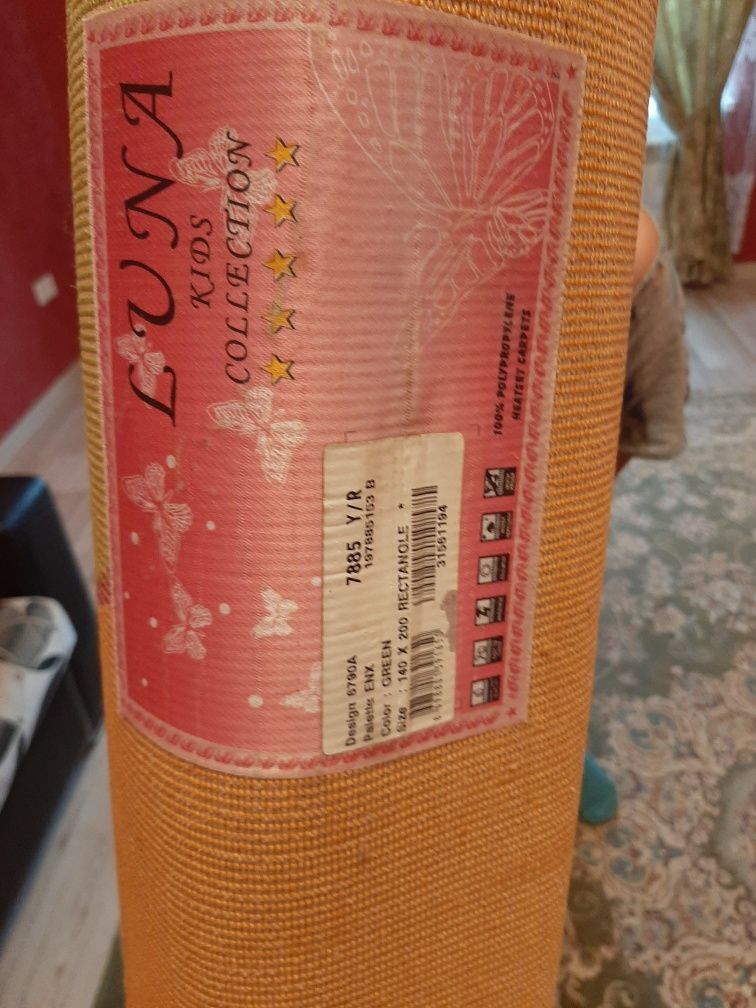 LUNA
KIDS
COLLECTION
100% POLYPROPYLENE
HEATSET CARPETS
7885 Y/R
197885153 B
Design 6790A
Palette ENX
Color : GREEN
Size : 140 X 200 RECTANGLE *
31561194